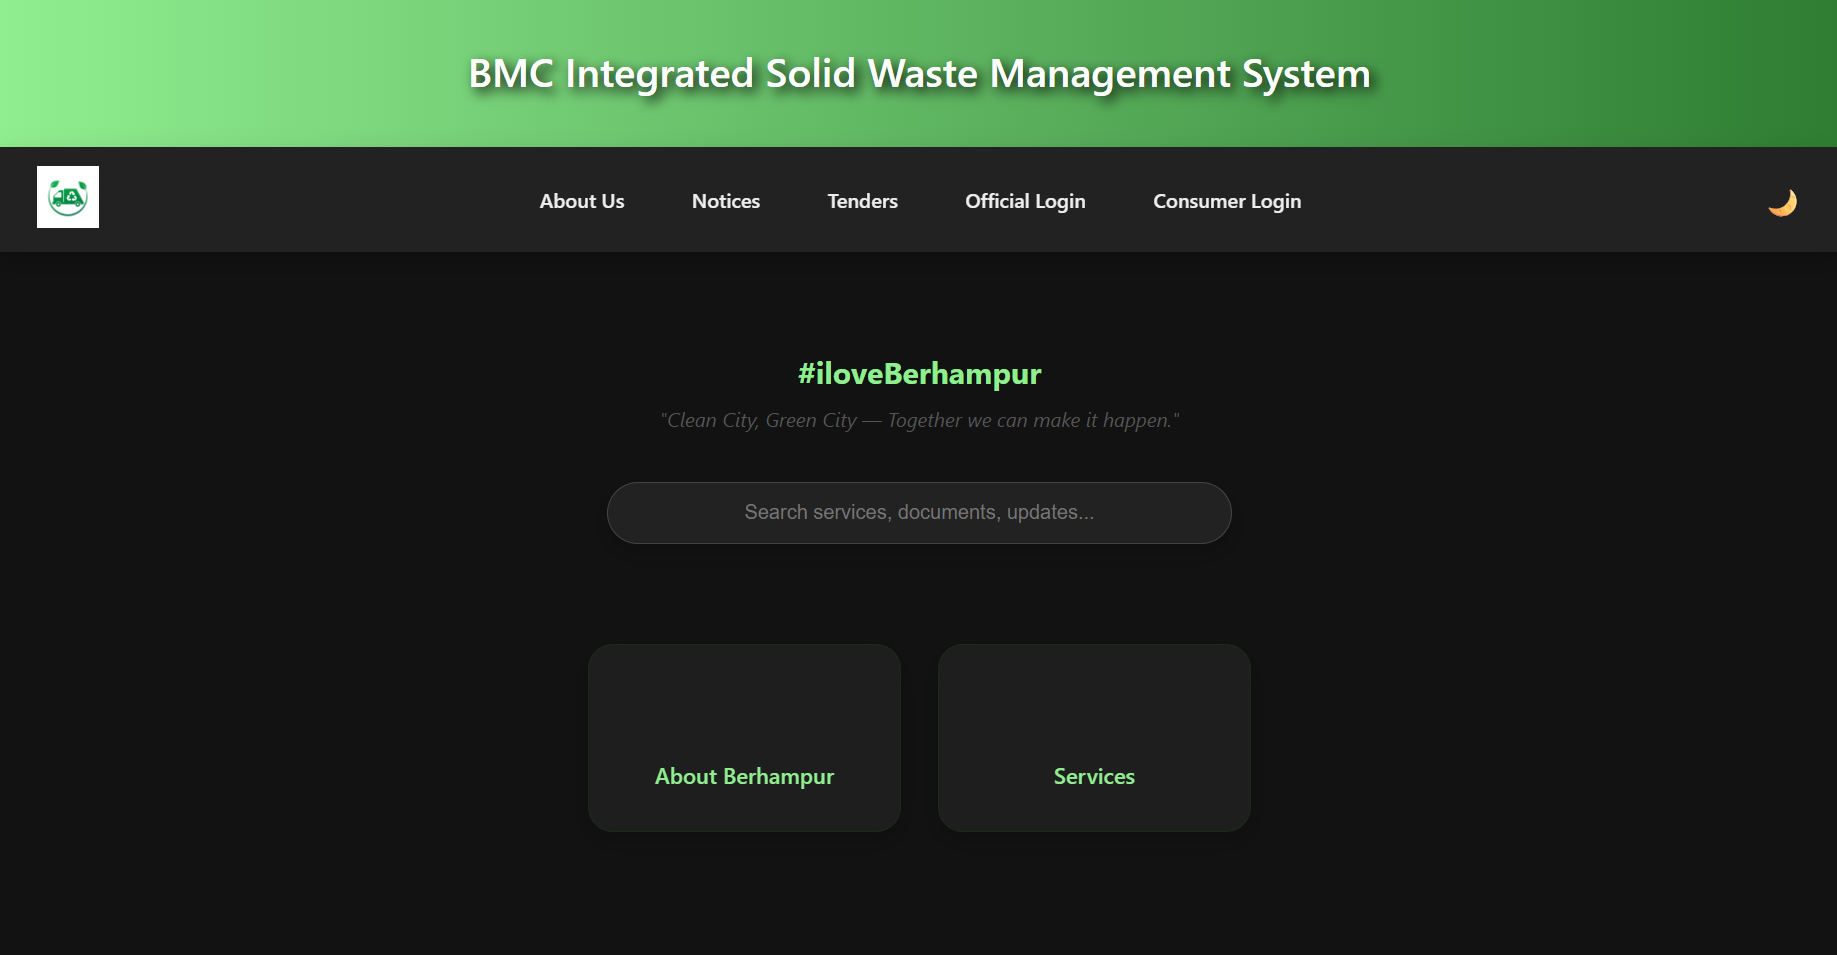 BMC Integrated Solid Waste Management System
About Us
Notices
Tenders
Official Login
Consumer Login
#iloveBerhampur
"Clean City, Green City — Together we can make it happen."
Search services, documents, updates...
About Berhampur
Services